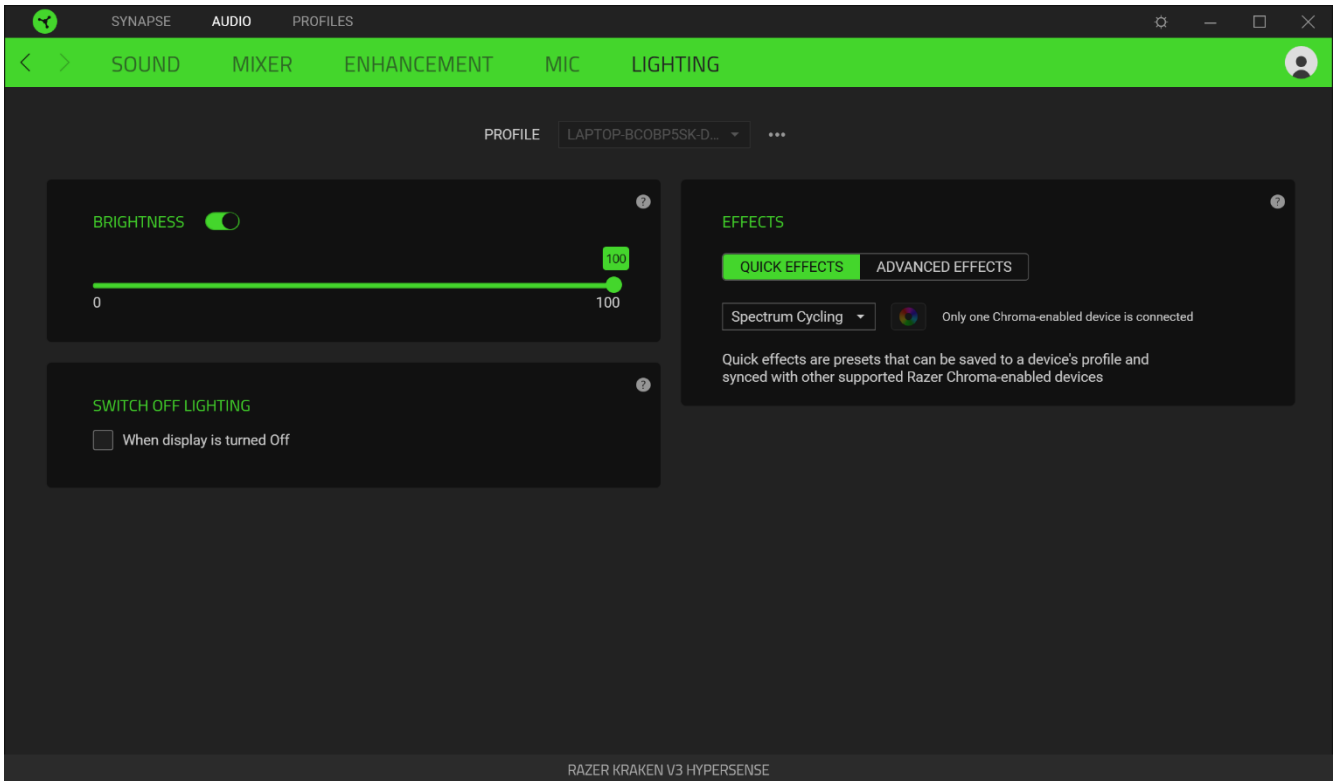 SYNAPSE AUDIO PROFILES
SOUND MIXER ENHANCEMENT MIC LIGHTING
PROFILE LAPTOP-BCOBP5SK-D...
BRIGHTNESS
100
0 100
SWITCH OFF LIGHTING
When display is turned Off
EFFECTS
QUICK EFFECTS ADVANCED EFFECTS
Spectrum Cycling Only one Chroma-enabled device is connected
Quick effects are presets that can be saved to a device's profile and
synced with other supported Razer Chroma-enabled devices
RAZER KRAKEN V3 HYPERSENSE